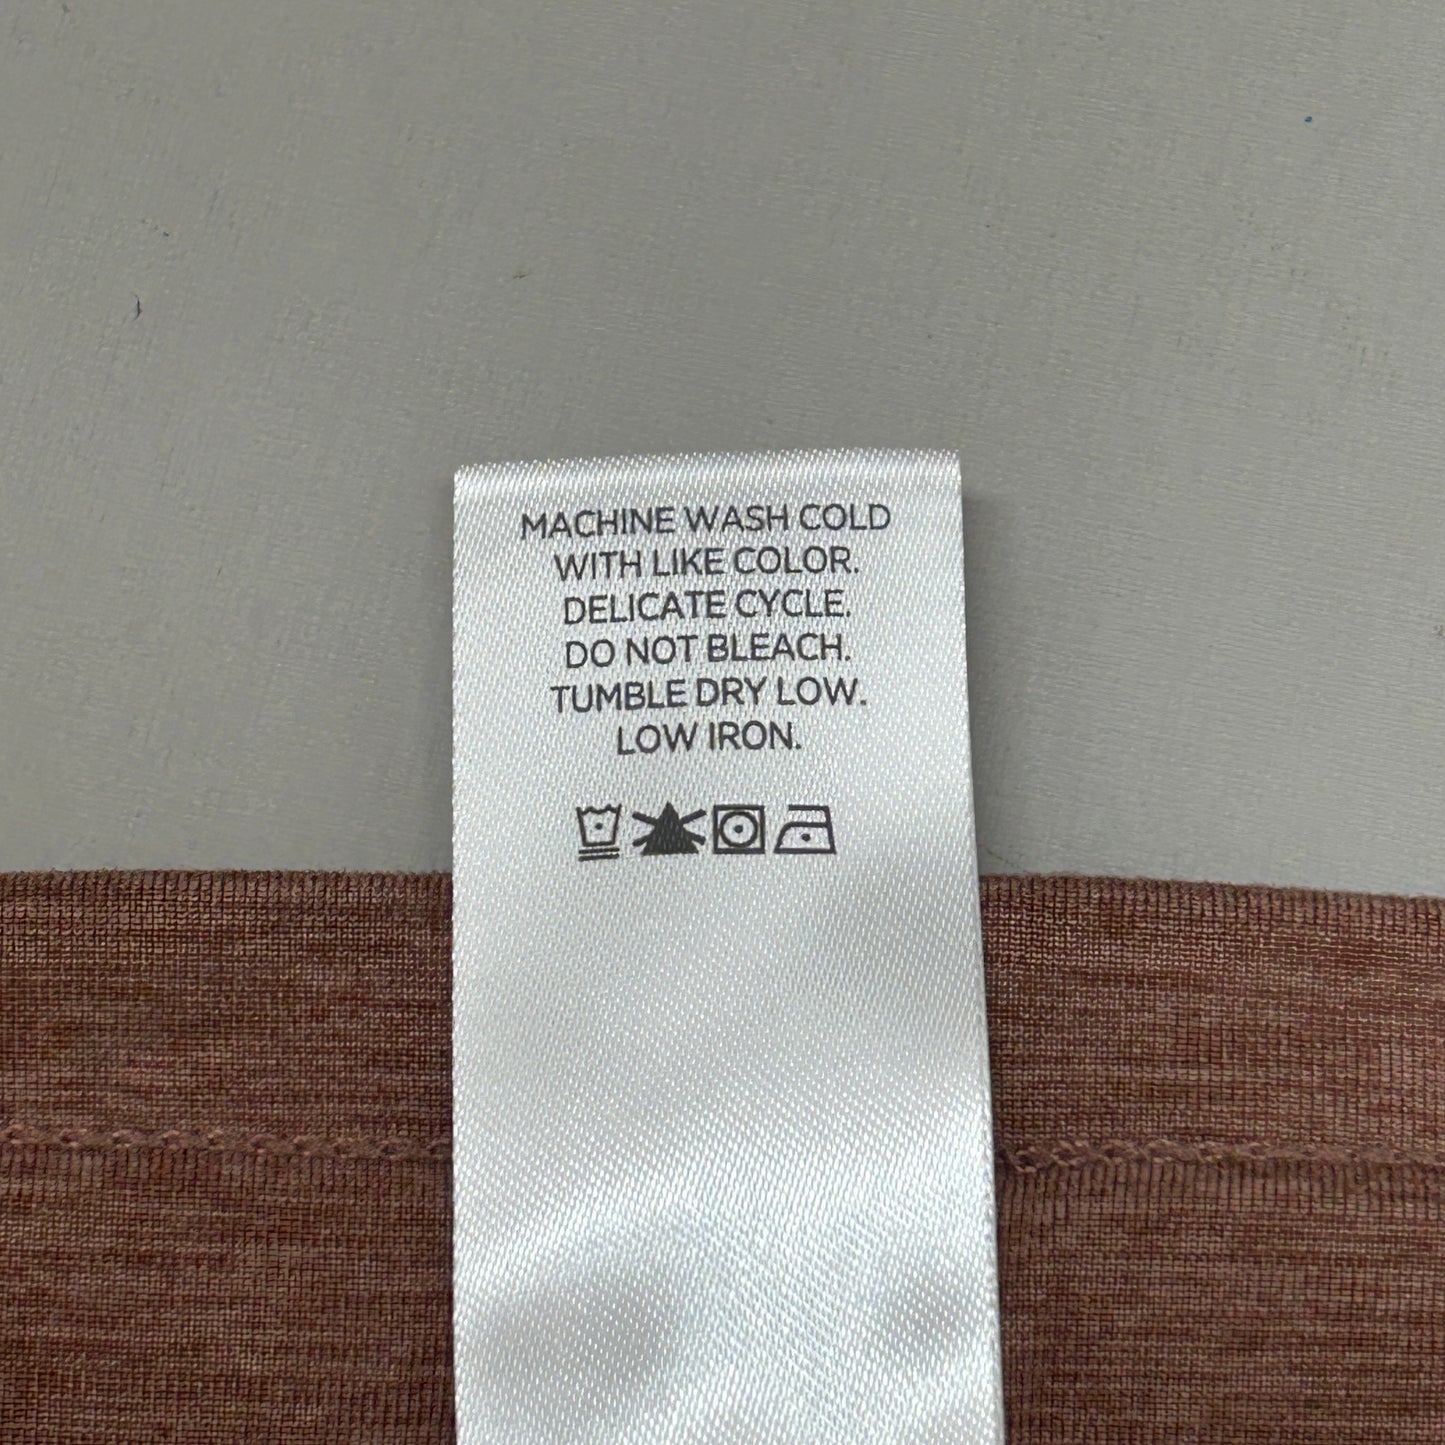 MACHINE WASH COLD
WITH LIKE COLOR.
DELICATE CYCLE.
DO NOT BLEACH.
TUMBLE DRY LOW.
LOW IRON.